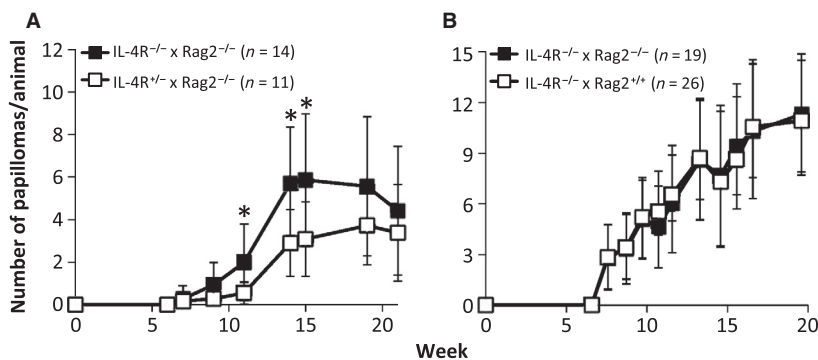 A
B
IL-4R−/− x Rag2−/− (n = 14)
IL-4R+/− x Rag2−/− (n = 11)
IL-4R−/− x Rag2−/− (n = 19)
IL-4R−/− x Rag2+/+ (n = 26)
Number of papillomas/animal
12
10
8
6
4
2
0
* * *
0 5 10 15 20
15
12
9
6
3
0
0 5 10 15 20
Week